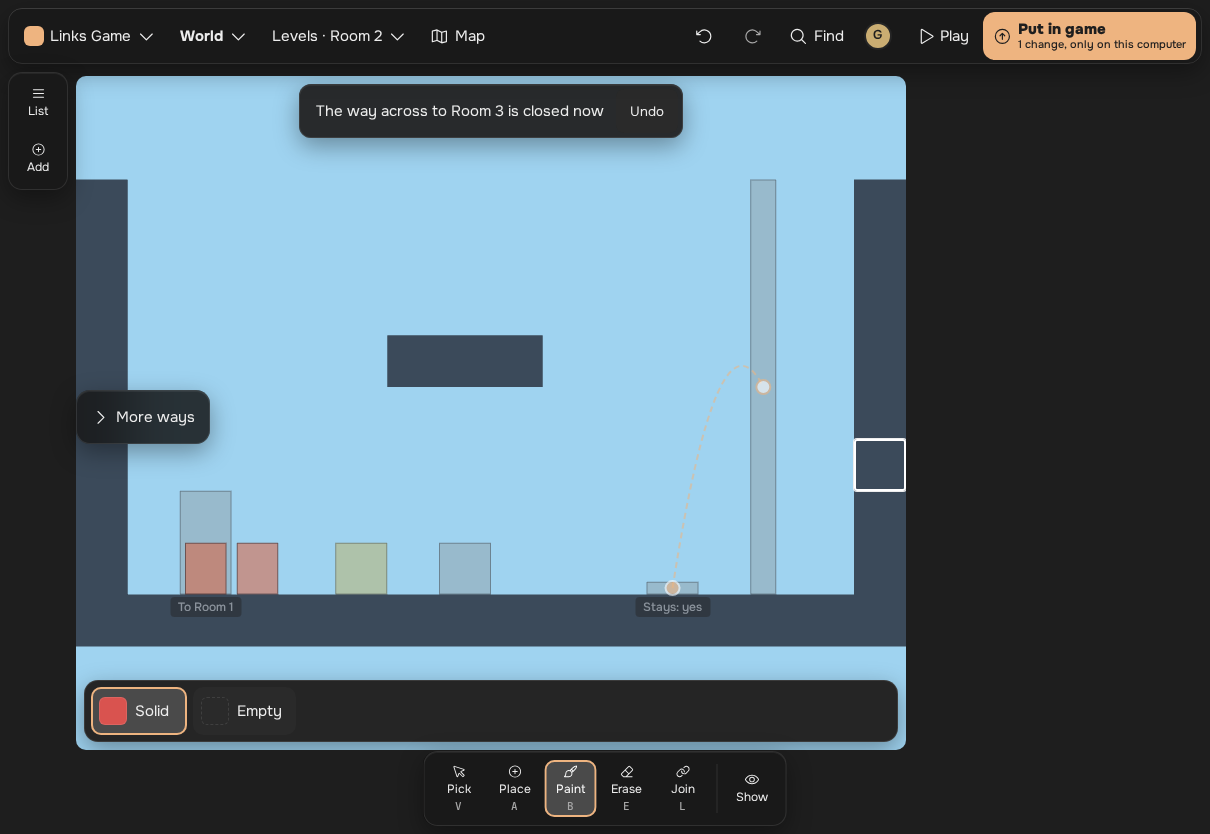 Links Game
World
Levels · Room 2
Map
Find
G
Play
Put in game
1 change, only on this computer
List
Add
The way across to Room 3 is closed now
Undo
More ways
To Room 1
Stays: yes
Solid
Empty
Pick
V
Place
A
Paint
B
Erase
E
Join
L
Show